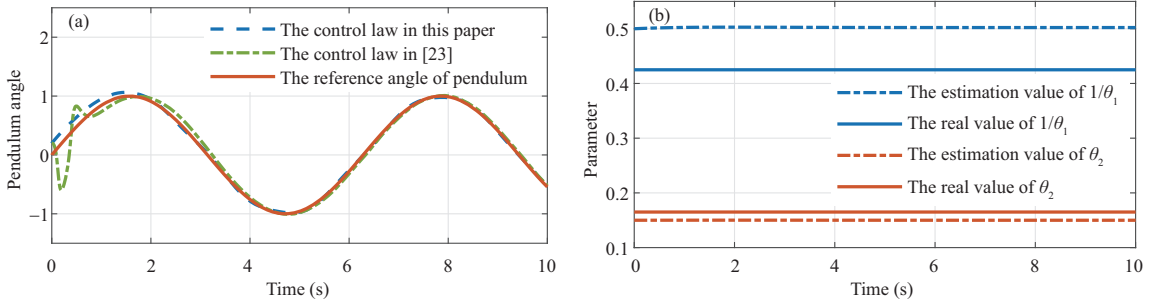 (a)
The control law in this paper
The control law in [23]
The reference angle of pendulum
2
1
0
−1
Pendulum angle
0
2
4
6
8
10
Time (s)
(b)
0.5
0.4
0.3
0.2
0.1
Parameter
The estimation value of 1/θ1
The real value of 1/θ1
The estimation value of θ2
The real value of θ2
0
2
4
6
8
10
Time (s)